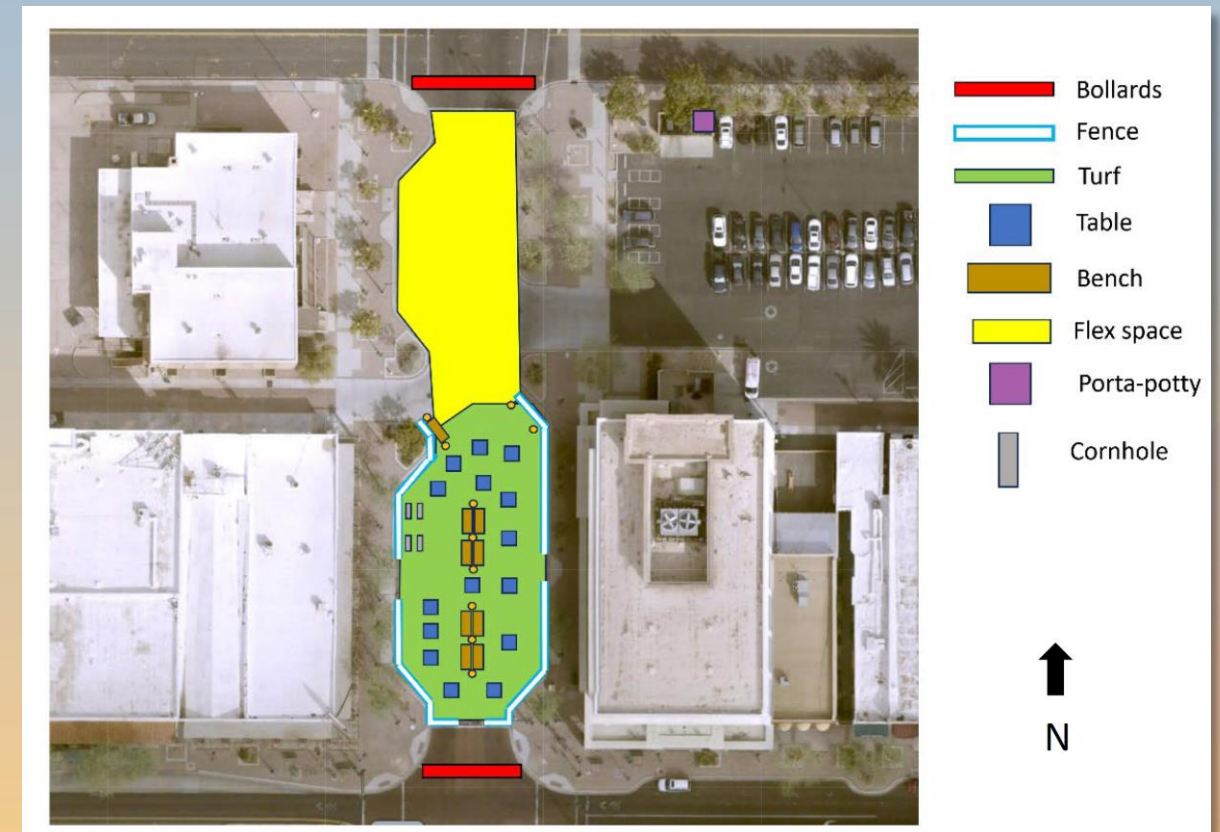 Bollards
Fence
Turf
Table
Bench
Flex space
Porta-potty
Cornhole
N